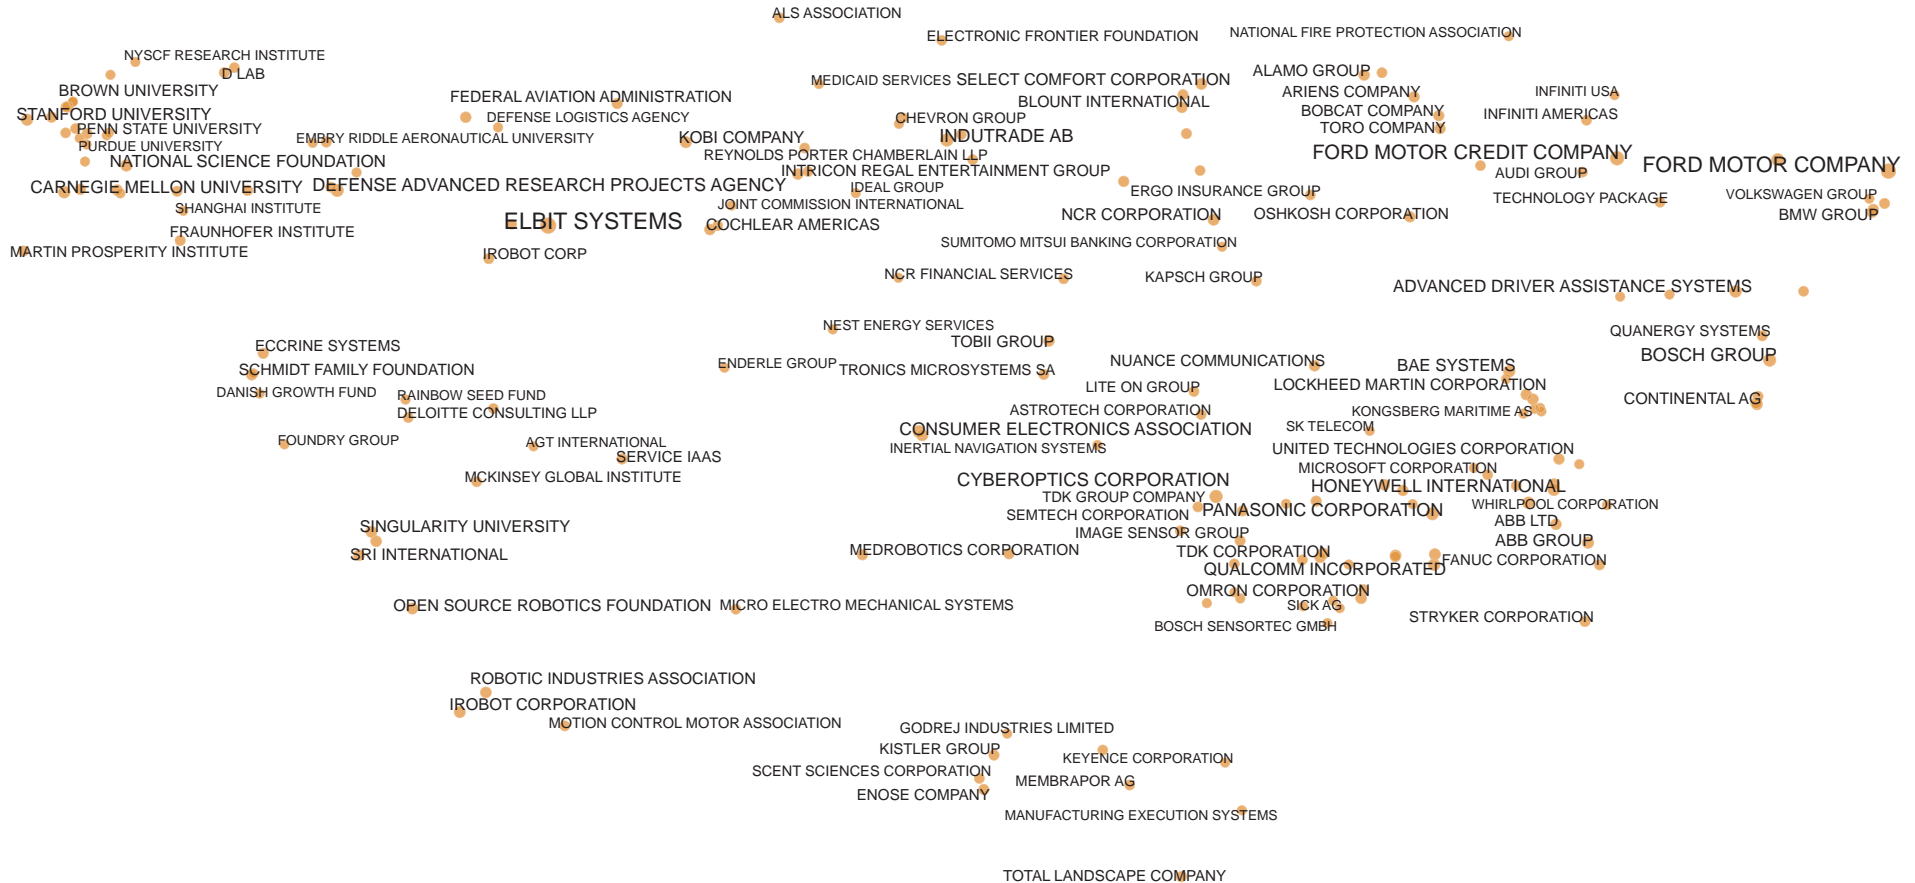 ALS ASSOCIATION
ELECTRONIC FRONTIER FOUNDATION
NATIONAL FIRE PROTECTION ASSOCIATION
NYSCF RESEARCH INSTITUTE
D LAB
MEDICAID SERVICES
SELECT COMFORT CORPORATION
ALAMO GROUP
BROWN UNIVERSITY
FEDERAL AVIATION ADMINISTRATION
BLOUNT INTERNATIONAL
ARIENS COMPANY
INFINITI USA
STANFORD UNIVERSITY
DEFENSE LOGISTICS AGENCY
CHEVRON GROUP
BOBCAT COMPANY
INFINITI AMERICAS
PENN STATE UNIVERSITY
EMBRY RIDDLE AERONAUTICAL UNIVERSITY
KOBI COMPANY
INDUTRADE AB
TORO COMPANY
PURDUE UNIVERSITY
REYNOLDS PORTER CHAMBERLAIN LLP
FORD MOTOR CREDIT COMPANY
FORD MOTOR COMPANY
NATIONAL SCIENCE FOUNDATION
INTRICON REGAL ENTERTAINMENT GROUP
AUDI GROUP
CARNEGIE MELLON UNIVERSITY
DEFENSE ADVANCED RESEARCH PROJECTS AGENCY
IDEAL GROUP
ERGO INSURANCE GROUP
TECHNOLOGY PACKAGE
VOLKSWAGEN GROUP
SHANGHAI INSTITUTE
JOINT COMMISSION INTERNATIONAL
NCR CORPORATION
OSHKOSH CORPORATION
BMW GROUP
ELBIT SYSTEMS
COCHLEAR AMERICAS
FRAUNHOFER INSTITUTE
SUMITOMO MITSUI BANKING CORPORATION
MARTIN PROSPERITY INSTITUTE
IROBOT CORP
NCR FINANCIAL SERVICES
KAPSCH GROUP
ADVANCED DRIVER ASSISTANCE SYSTEMS
NEST ENERGY SERVICES
QUANERGY SYSTEMS
TOBII GROUP
ECCRINE SYSTEMS
BOSCH GROUP
ENDERLE GROUP
TRONICS MICROSYSTEMS SA
NUANCE COMMUNICATIONS
BAE SYSTEMS
SCHMIDT FAMILY FOUNDATION
LITE ON GROUP
LOCKHEED MARTIN CORPORATION
DANISH GROWTH FUND
RAINBOW SEED FUND
CONTINENTAL AG
DELOITTE CONSULTING LLP
ASTROTECH CORPORATION
KONGSBERG MARITIME AS
CONSUMER ELECTRONICS ASSOCIATION
SK TELECOM
FOUNDRY GROUP
AGT INTERNATIONAL
INERTIAL NAVIGATION SYSTEMS
UNITED TECHNOLOGIES CORPORATION
SERVICE IAAS
MICROSOFT CORPORATION
MCKINSEY GLOBAL INSTITUTE
CYBEROPTICS CORPORATION
HONEYWELL INTERNATIONAL
TDK GROUP COMPANY
WHIRLPOOL CORPORATION
SEMTECH CORPORATION
PANASONIC CORPORATION
ABB LTD
SINGULARITY UNIVERSITY
IMAGE SENSOR GROUP
ABB GROUP
SRI INTERNATIONAL
MEDROBOTICS CORPORATION
TDK CORPORATION
FANUC CORPORATION
QUALCOMM INCORPORATED
OMRON CORPORATION
OPEN SOURCE ROBOTICS FOUNDATION
MICRO ELECTRO MECHANICAL SYSTEMS
SICK AG
STRYKER CORPORATION
BOSCH SENSORTEC GMBH
ROBOTIC INDUSTRIES ASSOCIATION
IROBOT CORPORATION
MOTION CONTROL MOTOR ASSOCIATION
GODREJ INDUSTRIES LIMITED
KISTLER GROUP
KEYENCE CORPORATION
SCENT SCIENCES CORPORATION
MEMBRAPOR AG
ENOSE COMPANY
MANUFACTURING EXECUTION SYSTEMS
TOTAL LANDSCAPE COMPANY